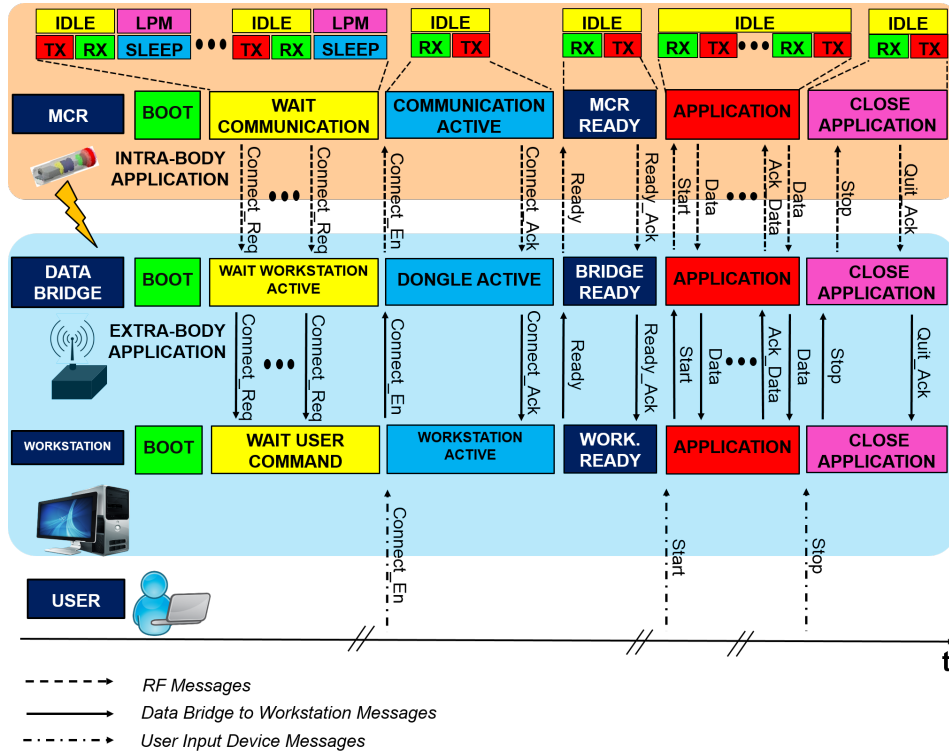 IDLE LPM IDLE LPM IDLE IDLE IDLE IDLE
TX RX SLEEP TX RX SLEEP RX TX RX TX RX TX RX TX RX TX
MCR
BOOT
WAIT
COMMUNICATION
COMMUNICATION
ACTIVE
MCR
READY
APPLICATION
CLOSE
APPLICATION
INTRA-BODY
APPLICATION
Connect_Req
Connect_Req
Connect_En
Connect_Ack
Ready
Ready_Ack
Start
Data
Ack_Data
Data
Stop
Quit_Ack
DATA
BRIDGE
BOOT
WAIT WORKSTATION
ACTIVE
DONGLE ACTIVE
BRIDGE
READY
APPLICATION
CLOSE
APPLICATION
EXTRA-BODY
APPLICATION
Connect_Req
Connect_Req
Connect_En
Connect_Ack
Ready
Ready_Ack
Start
Data
Ack_Data
Data
Stop
Quit_Ack
WORKSTATION
BOOT
WAIT USER
COMMAND
WORKSTATION
ACTIVE
WORK.
READY
APPLICATION
CLOSE
APPLICATION
Connect_En
Start
Stop
USER
t
RF Messages
Data Bridge to Workstation Messages
User Input Device Messages